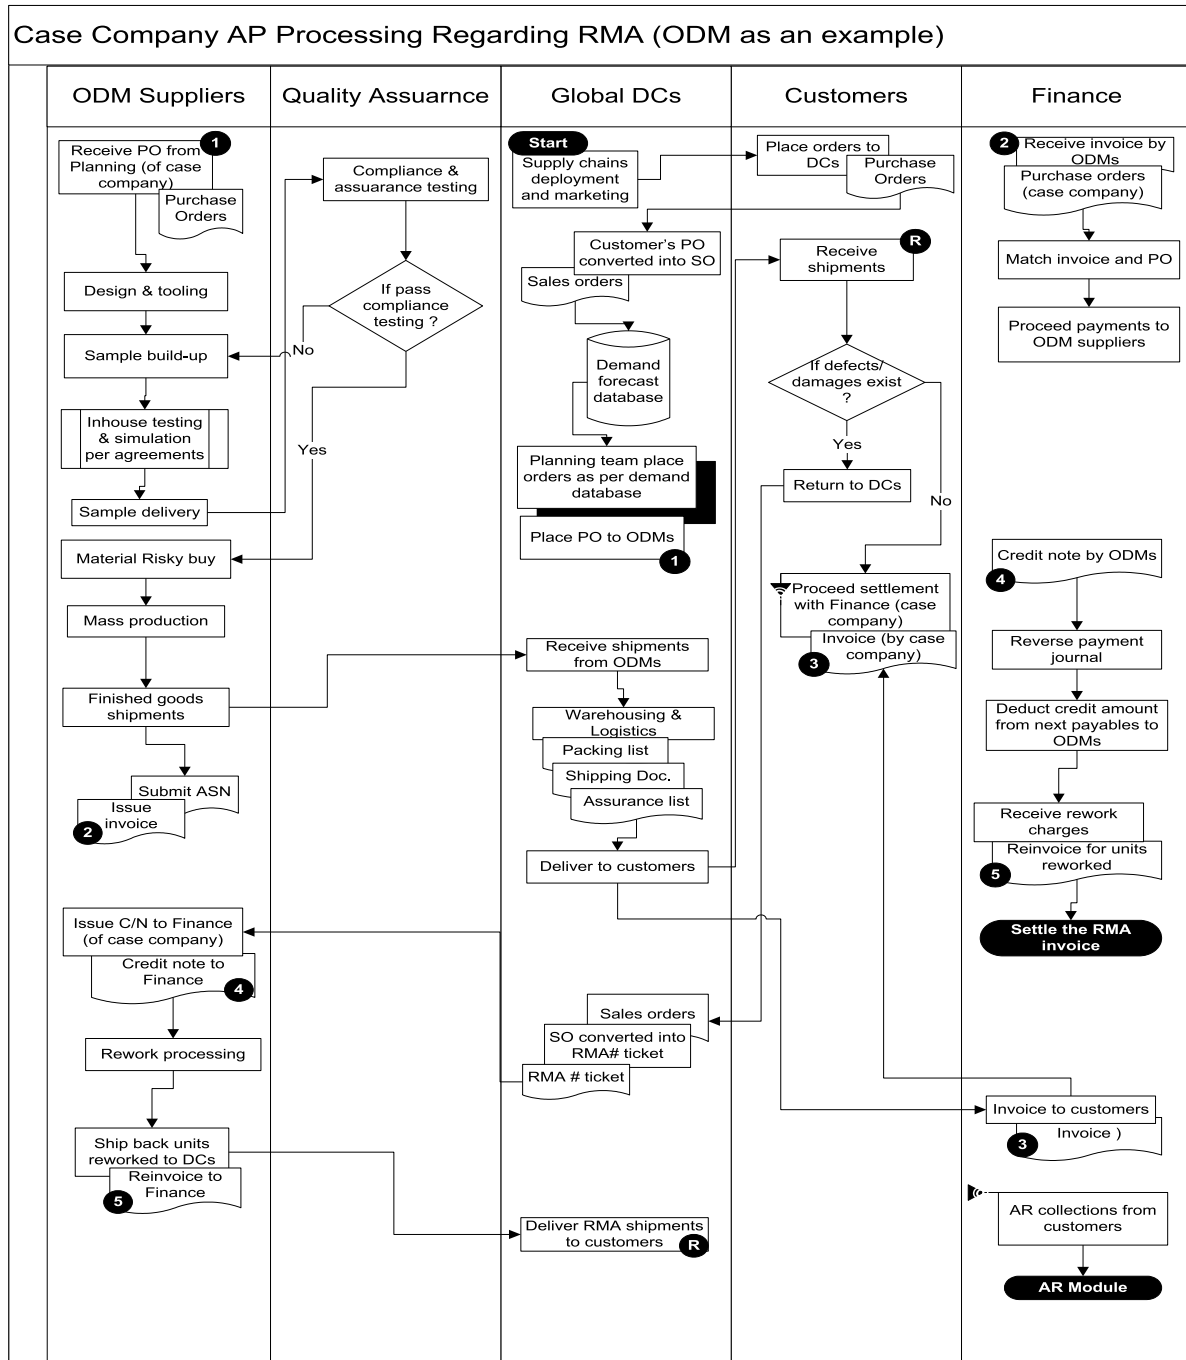 Case Company AP Processing Regarding RMA (ODM as an example)
ODM Suppliers
Quality Assuarnce
Global DCs
Customers
Finance
1
Receive PO from
Planning (of case
company)
Purchase
Orders
Design & tooling
Sample build-up
Inhouse testing
& simulation
per agreements
Sample delivery
Material Risky buy
Mass production
Finished goods
shipments
Submit ASN
Issue
invoice
2
Issue C/N to Finance
(of case company)
Credit note to
Finance
4
Rework processing
Ship back units
reworked to DCs
Reinvoice to
Finance
5
Compliance &
assuarance testing
If pass
compliance
testing ?
No
Yes
Start
Supply chains
deployment
and marketing
Customer's PO
converted into SO
Sales orders
Demand
forecast
database
Planning team place
orders as per demand
database
Place PO to ODMs
1
Receive shipments
from ODMs
Warehousing &
Logistics
Packing list
Shipping Doc.
Assurance list
Deliver to customers
Sales orders
SO converted into
RMA# ticket
RMA # ticket
Deliver RMA shipments
to customers
R
Place orders to
DCs
Purchase
Orders
R
Receive
shipments
If defects/
damages exist
?
Yes
No
Return to DCs
Proceed settlement
with Finance (case
company)
Invoice (by case
company)
3
2
Receive invoice by
ODMs
Purchase orders
(case company)
Match invoice and PO
Proceed payments to
ODM suppliers
Credit note by ODMs
4
Reverse payment
journal
Deduct credit amount
from next payables to
ODMs
Receive rework
charges
Reinvoice for units
reworked
5
Settle the RMA
invoice
Invoice to customers
Invoice )
3
AR collections from
customers
AR Module